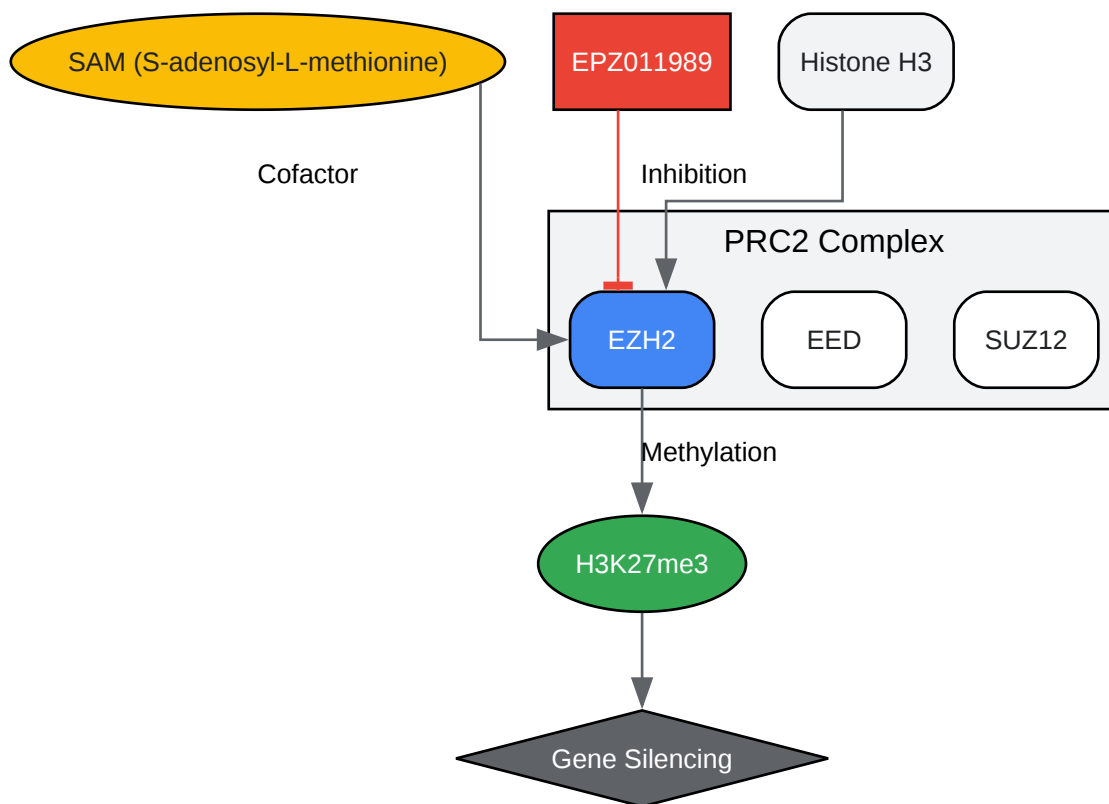 SAM (S-adenosyl-L-methionine)
EPZ011989
Histone H3
Cofactor
Inhibition
PRC2 Complex
EZH2
EED
SUZ12
Methylation
H3K27me3
Gene Silencing